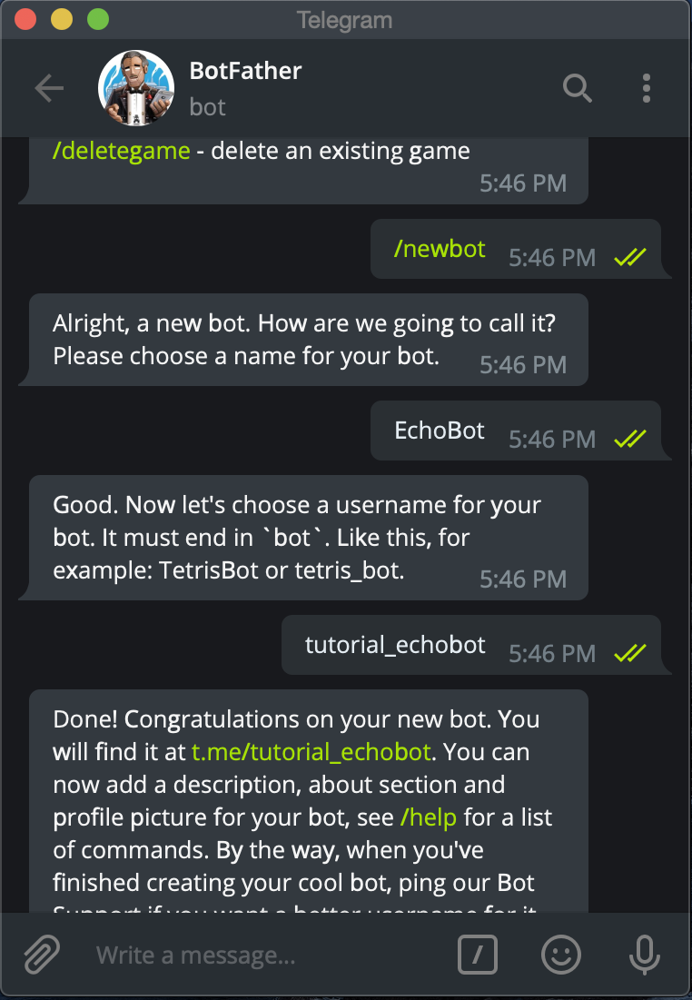 Telegram
BotFather
bot
/deletegame - delete an existing game
5:46 PM
/newbot 5:46 PM
Alright, a new bot. How are we going to call it?
Please choose a name for your bot. 5:46 PM
EchoBot 5:46 PM
Good. Now let's choose a username for your
bot. It must end in `bot`. Like this, for
example: TetrisBot or tetris_bot. 5:46 PM
tutorial_echobot 5:46 PM
Done! Congratulations on your new bot. You
will find it at t.me/tutorial_echobot. You can
now add a description, about section and
profile picture for your bot, see /help for a list
of commands. By the way, when you've
finished creating your cool bot, ping our Bot
Support if you want a better username for it
Write a message...
/